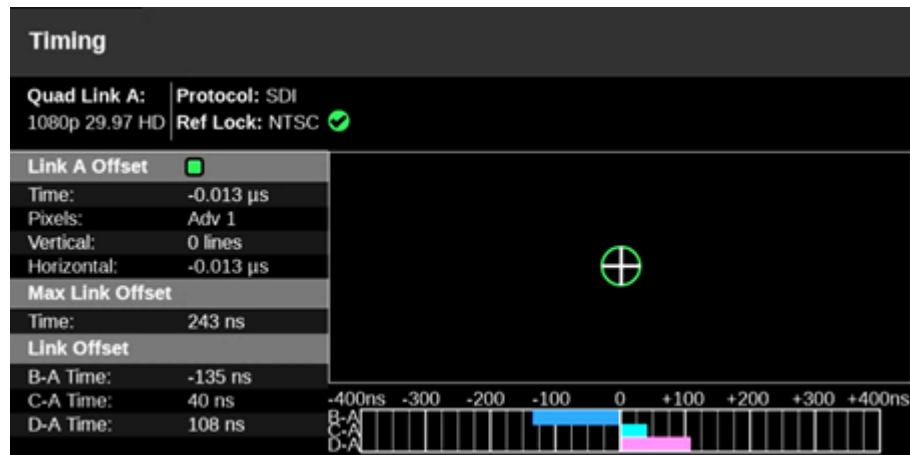 Timing
Quad Link A: Protocol: SDI
1080p 29.97 HD Ref Lock: NTSC
Link A Offset
Time: -0.013 µs
Pixels: Adv 1
Vertical: 0 lines
Horizontal: -0.013 µs
Max Link Offset
Time: 243 ns
Link Offset
B-A Time: -135 ns
C-A Time: 40 ns
D-A Time: 108 ns
-400ns -300 -200 -100 0 +100 +200 +300 +400ns
B-A
C-A
D-A